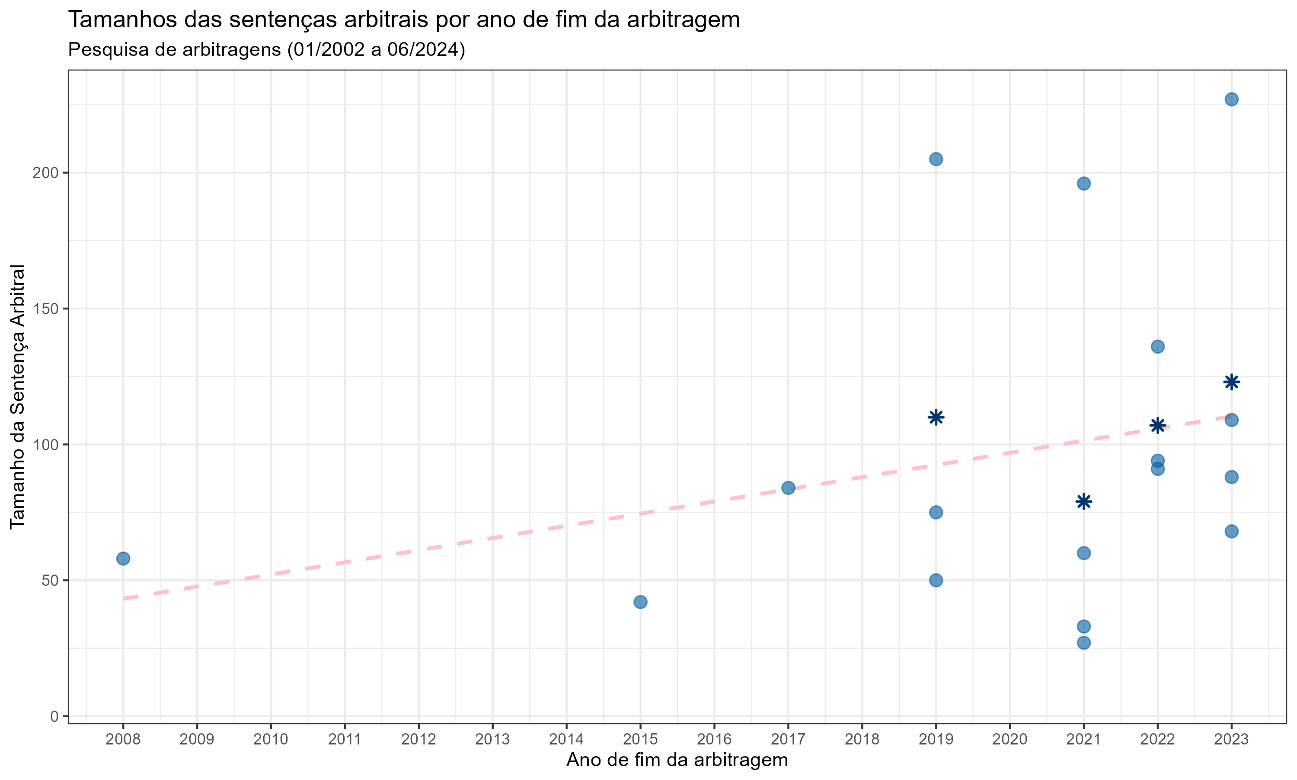 Tamanhos das sentenças arbitrais por ano de fim da arbitragem
Pesquisa de arbitragens (01/2002 a 06/2024)
Tamanho da Sentença Arbitral
200
150
100
50
0
2008 2009 2010 2011 2012 2013 2014 2015 2016 2017 2018 2019 2020 2021 2022 2023
Ano de fim da arbitragem